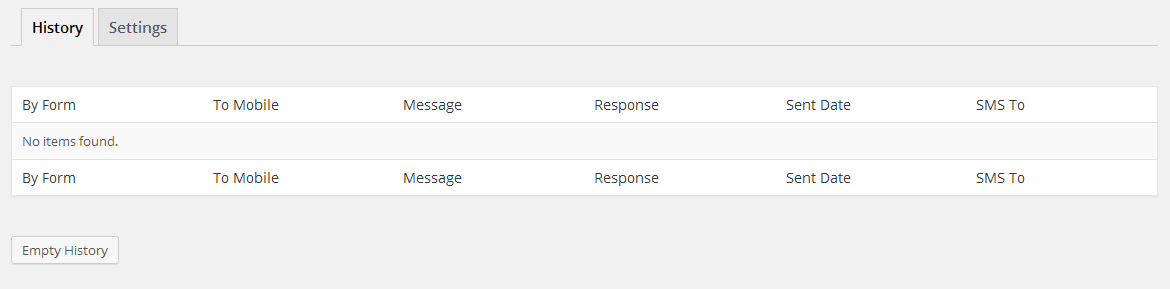 History Settings
By Form To Mobile Message Response Sent Date SMS To
No items found.
By Form To Mobile Message Response Sent Date SMS To
Empty History